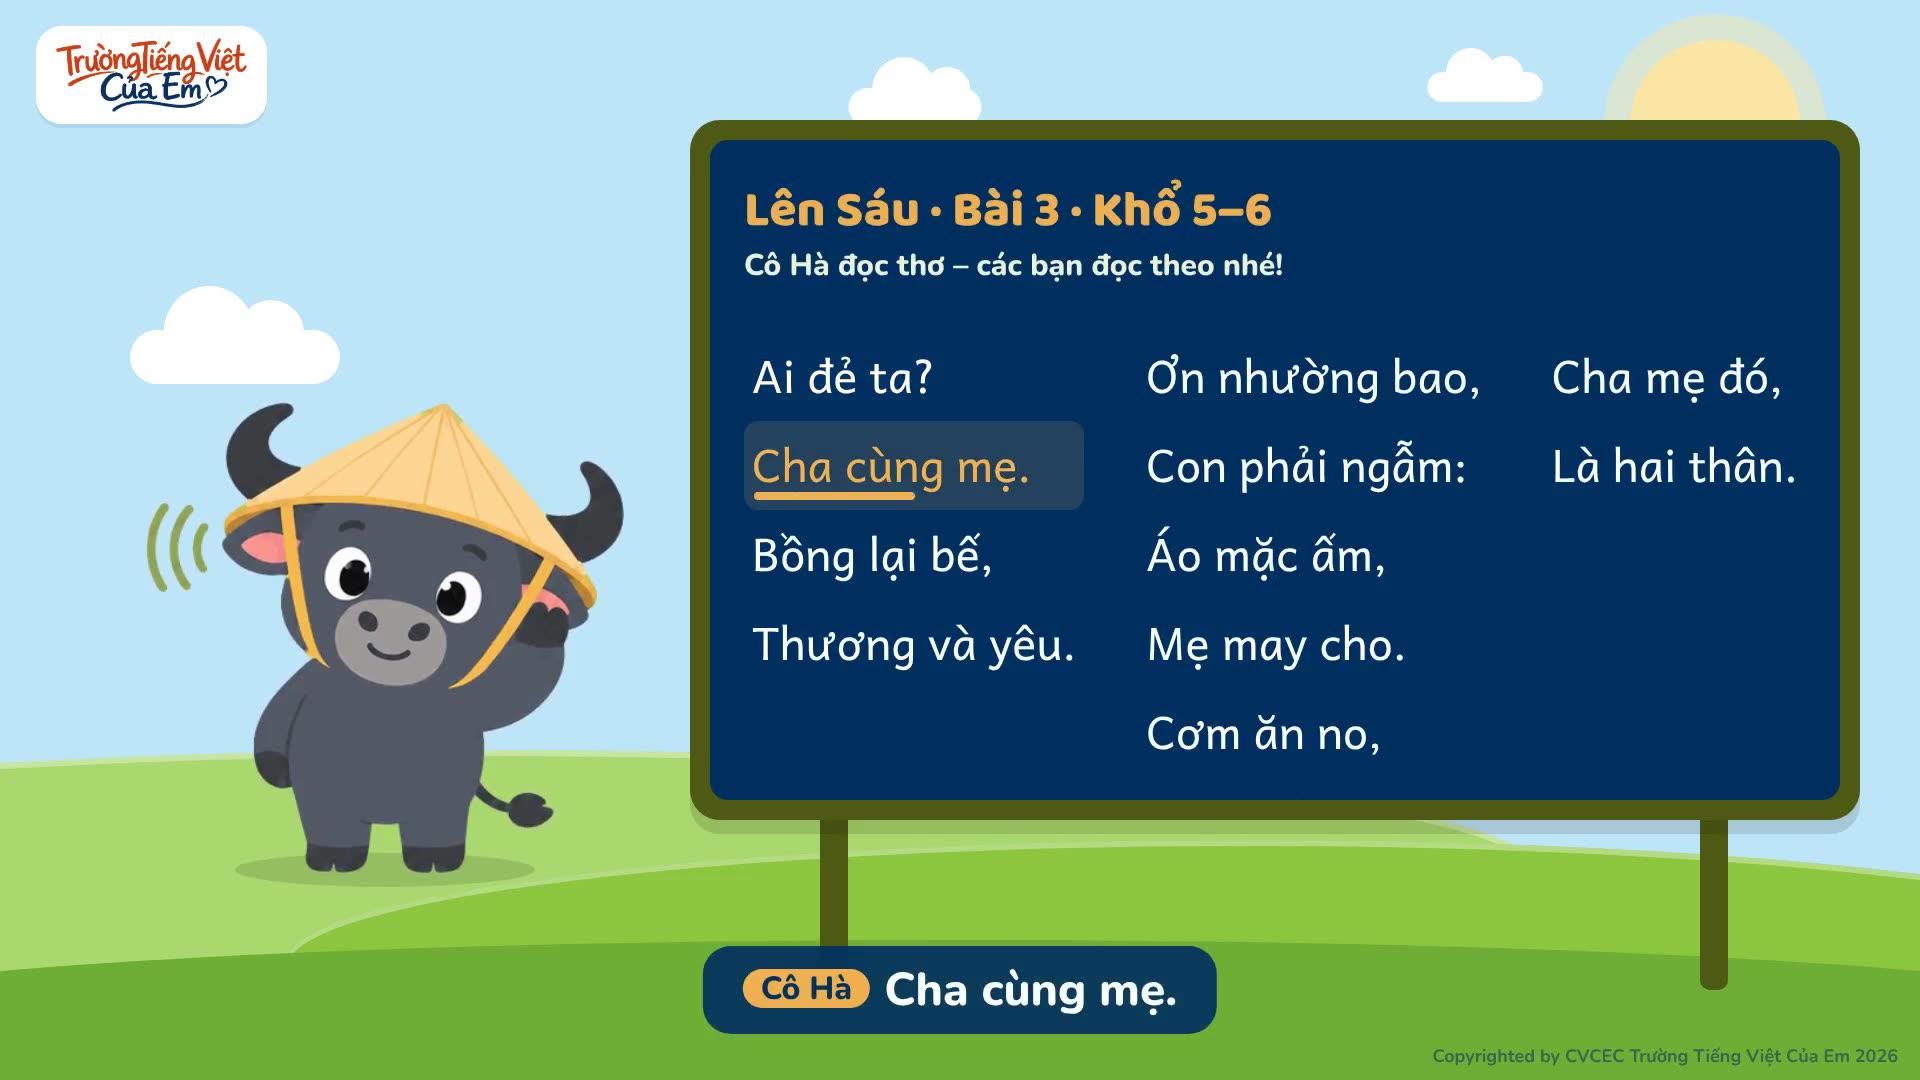 Trường Tiếng Việt
Của Em
Lên Sáu · Bài 3 · Khổ 5–6
Cô Hà đọc thơ – các bạn đọc theo nhé!
Ai đẻ ta?
Cha cùng mẹ.
Bồng lại bế,
Thương và yêu.
Ơn nhường bao,
Con phải ngẫm:
Áo mặc ấm,
Mẹ may cho.
Cơm ăn no,
Cha mẹ đó,
Là hai thân.
Cô Hà Cha cùng mẹ.
Copyrighted by CVCEC Trường Tiếng Việt Của Em 2026